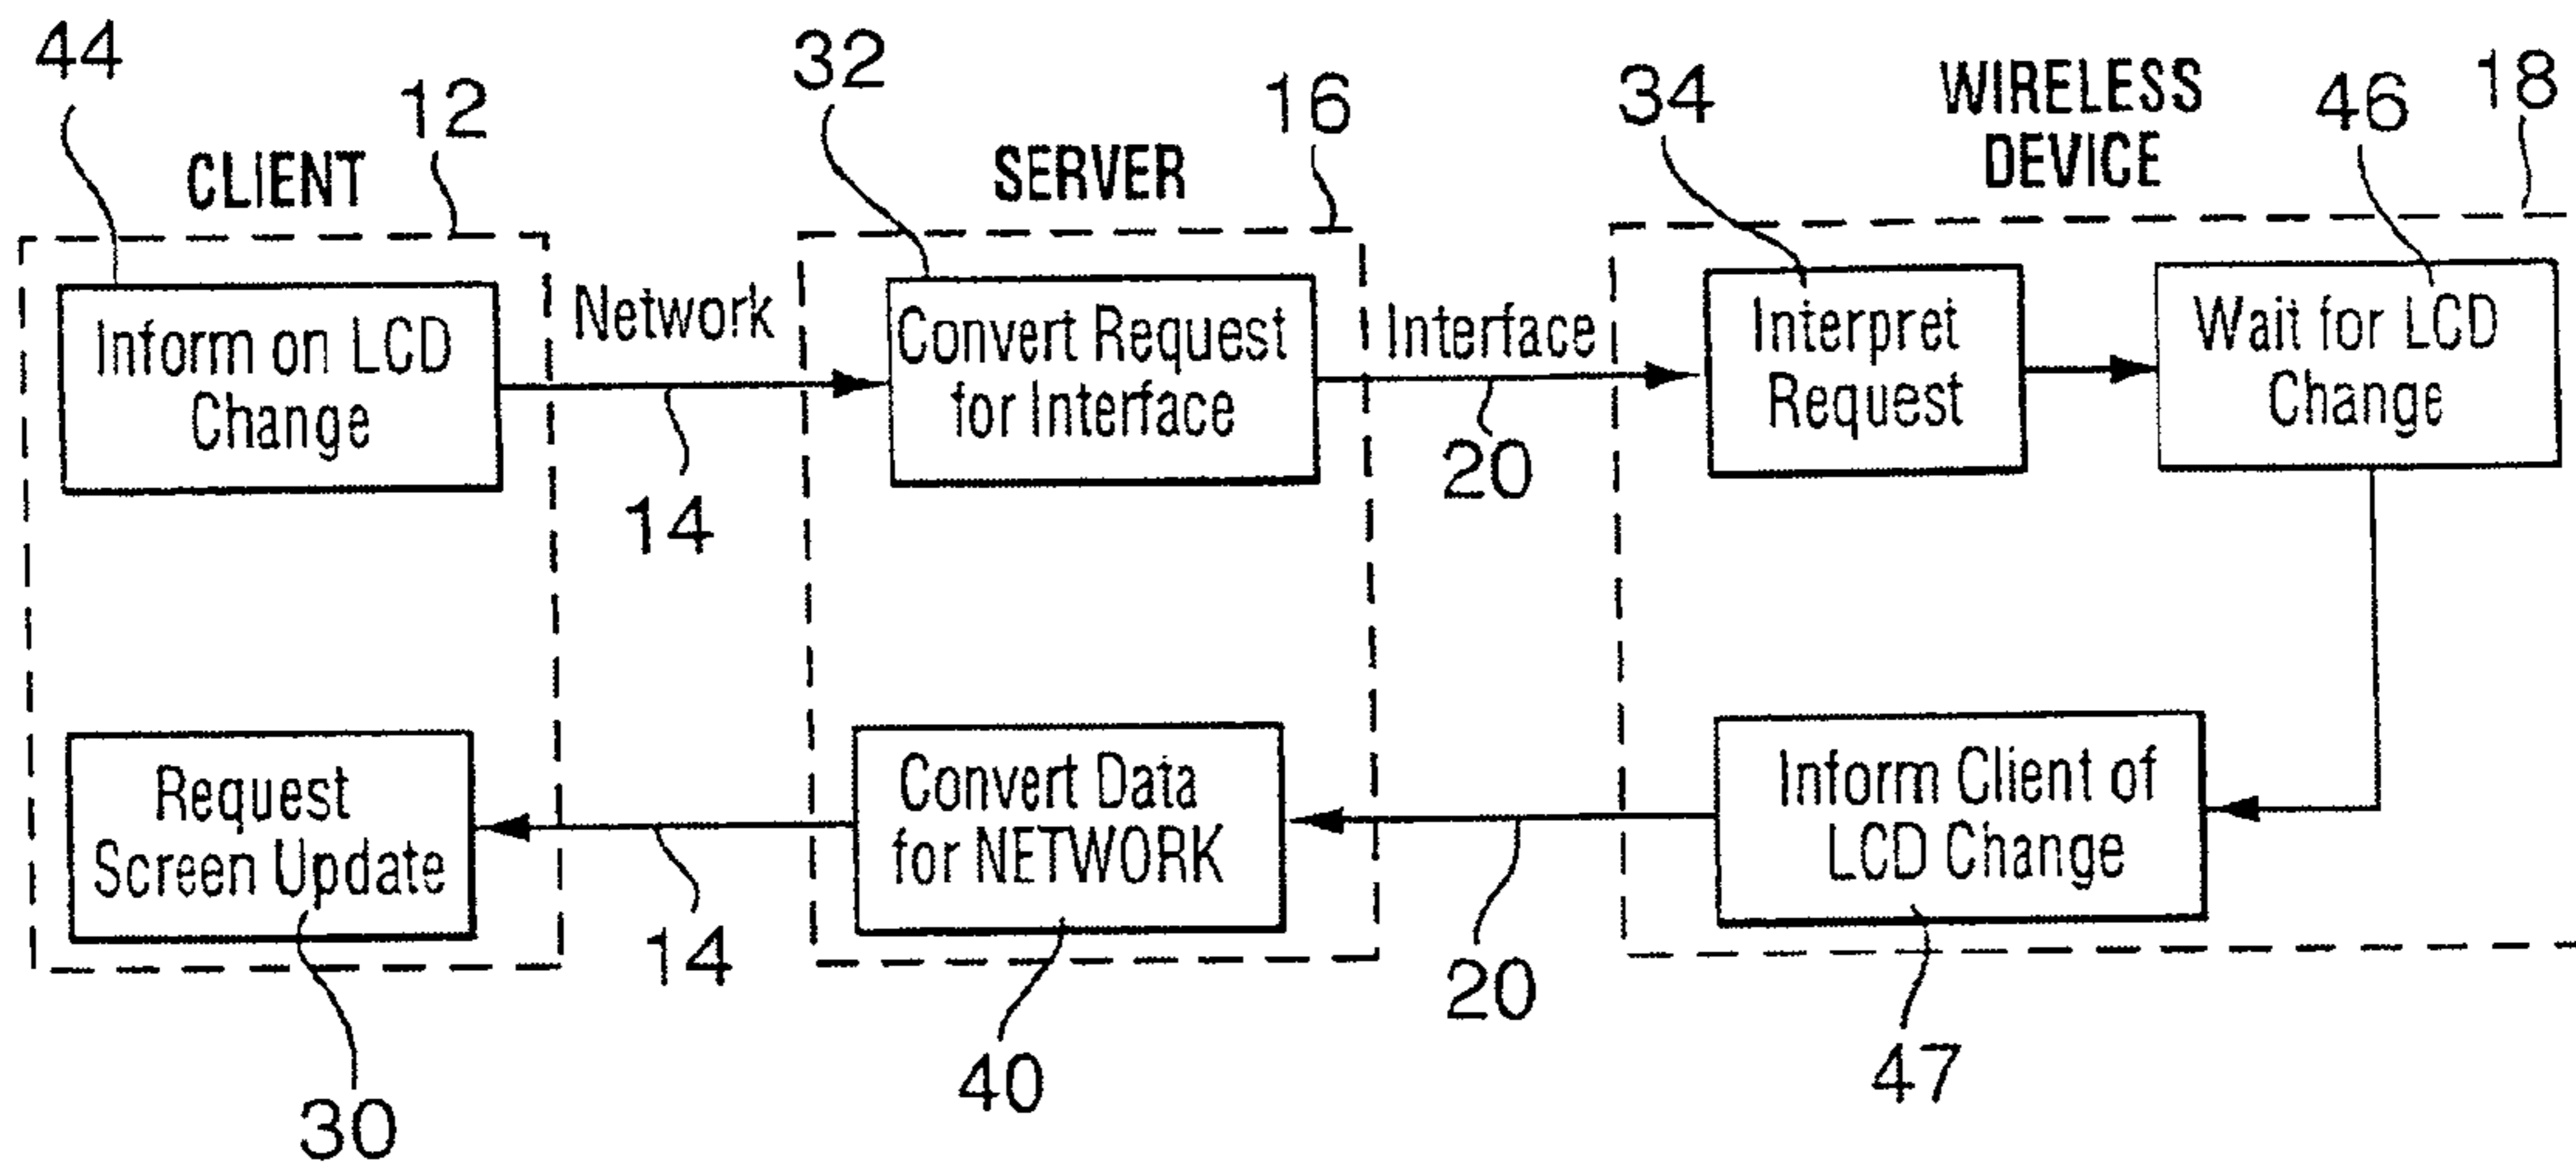 44
12
CLIENT
32
16
SERVER
34
WIRELESS
DEVICE
46
18
Inform on LCD
Change
Network
14
Convert Request
for Interface
Interface
20
Interpret
Request
Wait for LCD
Change
Request
Screen Update
30
14
Convert Data
for NETWORK
40
20
Inform Client of
LCD Change
47